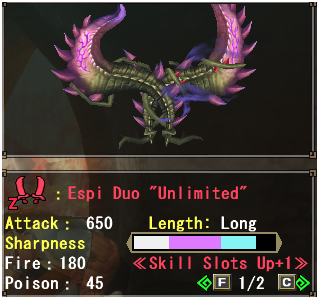 Z : Espi Duo "Unlimited"
Attack : 650 Length: Long
Sharpness
Fire : 180 ≪Skill Slots Up+1≫
Poison : 45 F 1/2 C